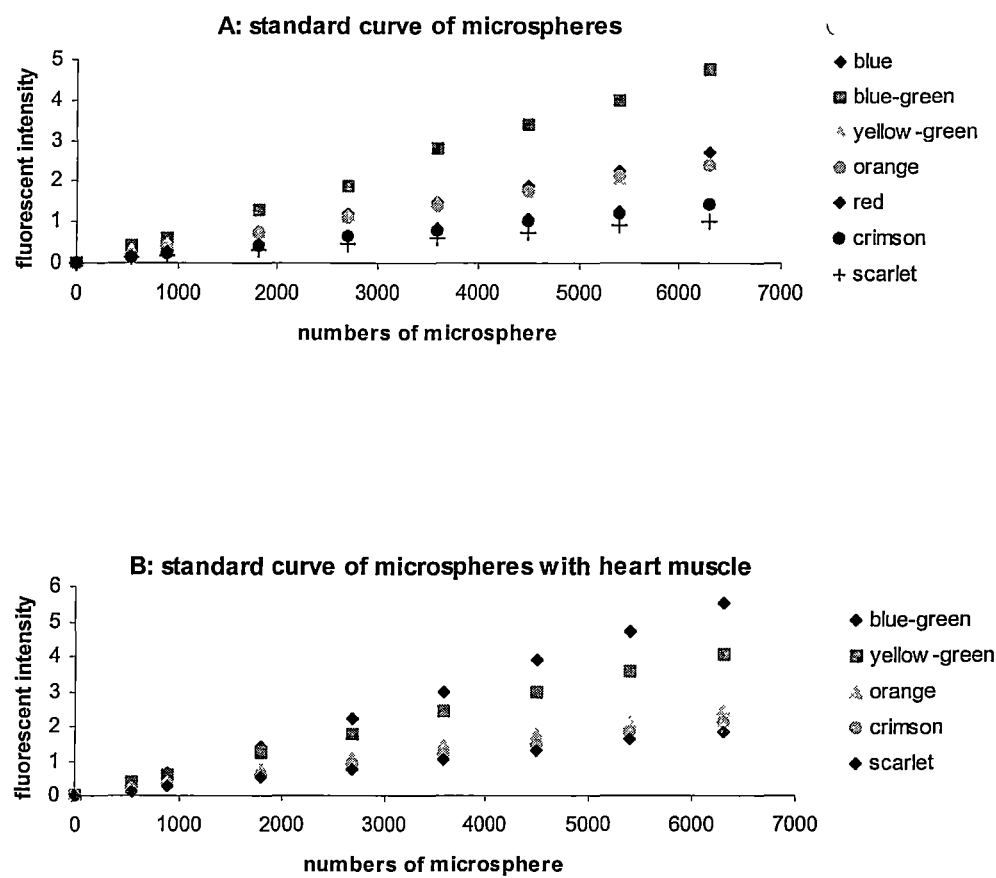 A: standard curve of microspheres
fluorescent intensity
5
4
3
2
1
0
0 1000 2000 3000 4000 5000 6000 7000
numbers of microsphere
blue
blue-green
yellow-green
orange
red
crimson
scarlet
B: standard curve of microspheres with heart muscle
fluorescent intensity
6
5
4
3
2
1
0
0 1000 2000 3000 4000 5000 6000 7000
numbers of microsphere
blue-green
yellow-green
orange
crimson
scarlet